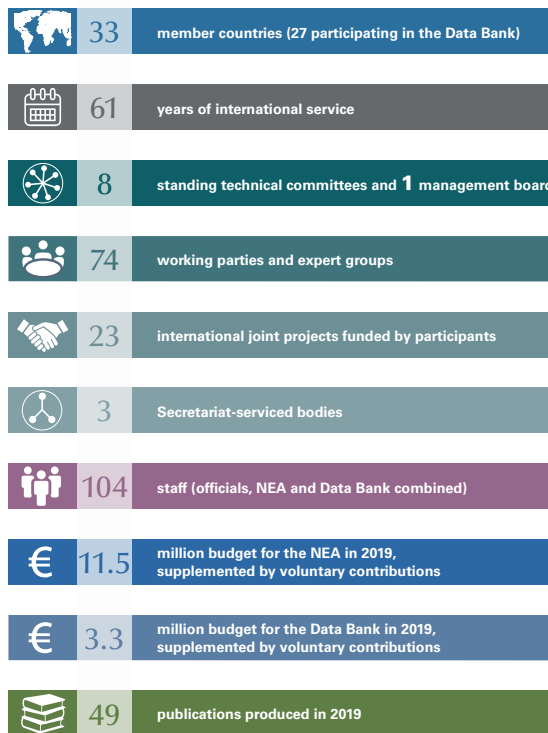 33 member countries (27 participating in the Data Bank)
61 years of international service
8 standing technical committees and 1 management board
74 working parties and expert groups
23 international joint projects funded by participants
3 Secretariat-serviced bodies
104 staff (officials, NEA and Data Bank combined)
€ 11.5 million budget for the NEA in 2019,
supplemented by voluntary contributions
€ 3.3 million budget for the Data Bank in 2019,
supplemented by voluntary contributions
49 publications produced in 2019